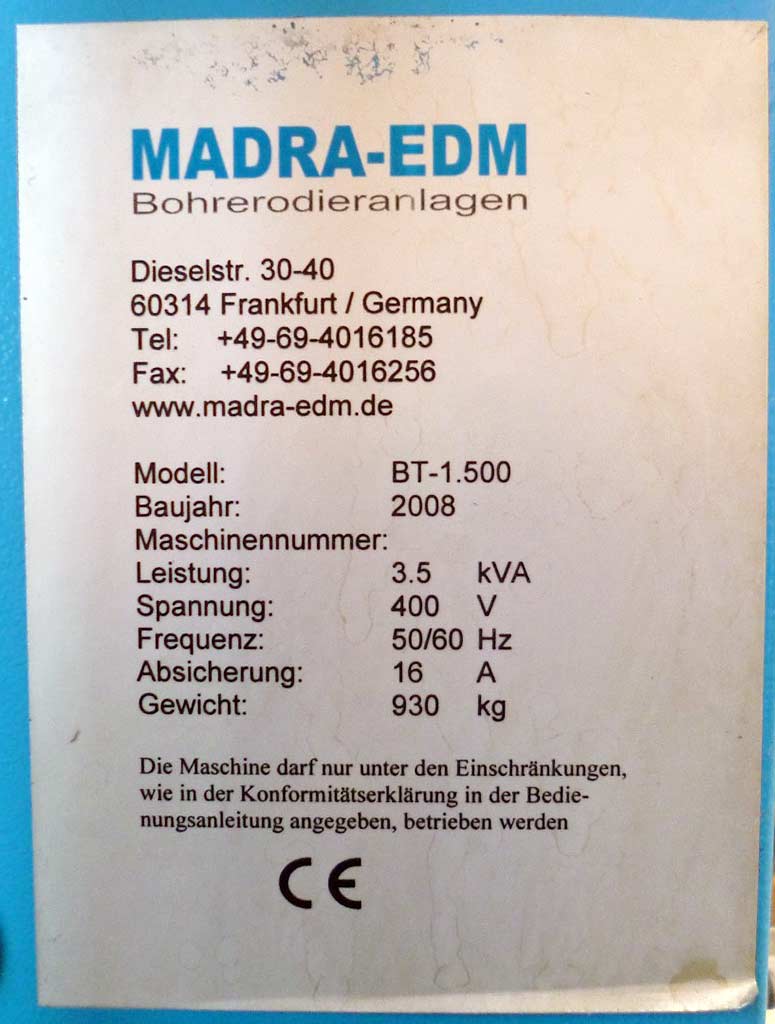 MADRA-EDM
Bohrerodieranlagen
Dieselstr. 30-40
60314 Frankfurt / Germany
Tel: +49-69-4016185
Fax: +49-69-4016256
www.madra-edm.de
Modell: BT-1.500
Baujahr: 2008
Maschinennummer:
Leistung: 3.5 kVA
Spannung: 400 V
Frequenz: 50/60 Hz
Absicherung: 16 A
Gewicht: 930 kg
Die Maschine darf nur unter den Einschränkungen,
wie in der Konformitätserklärung in der Bedie-
nungsanleitung angegeben, betrieben werden
CE